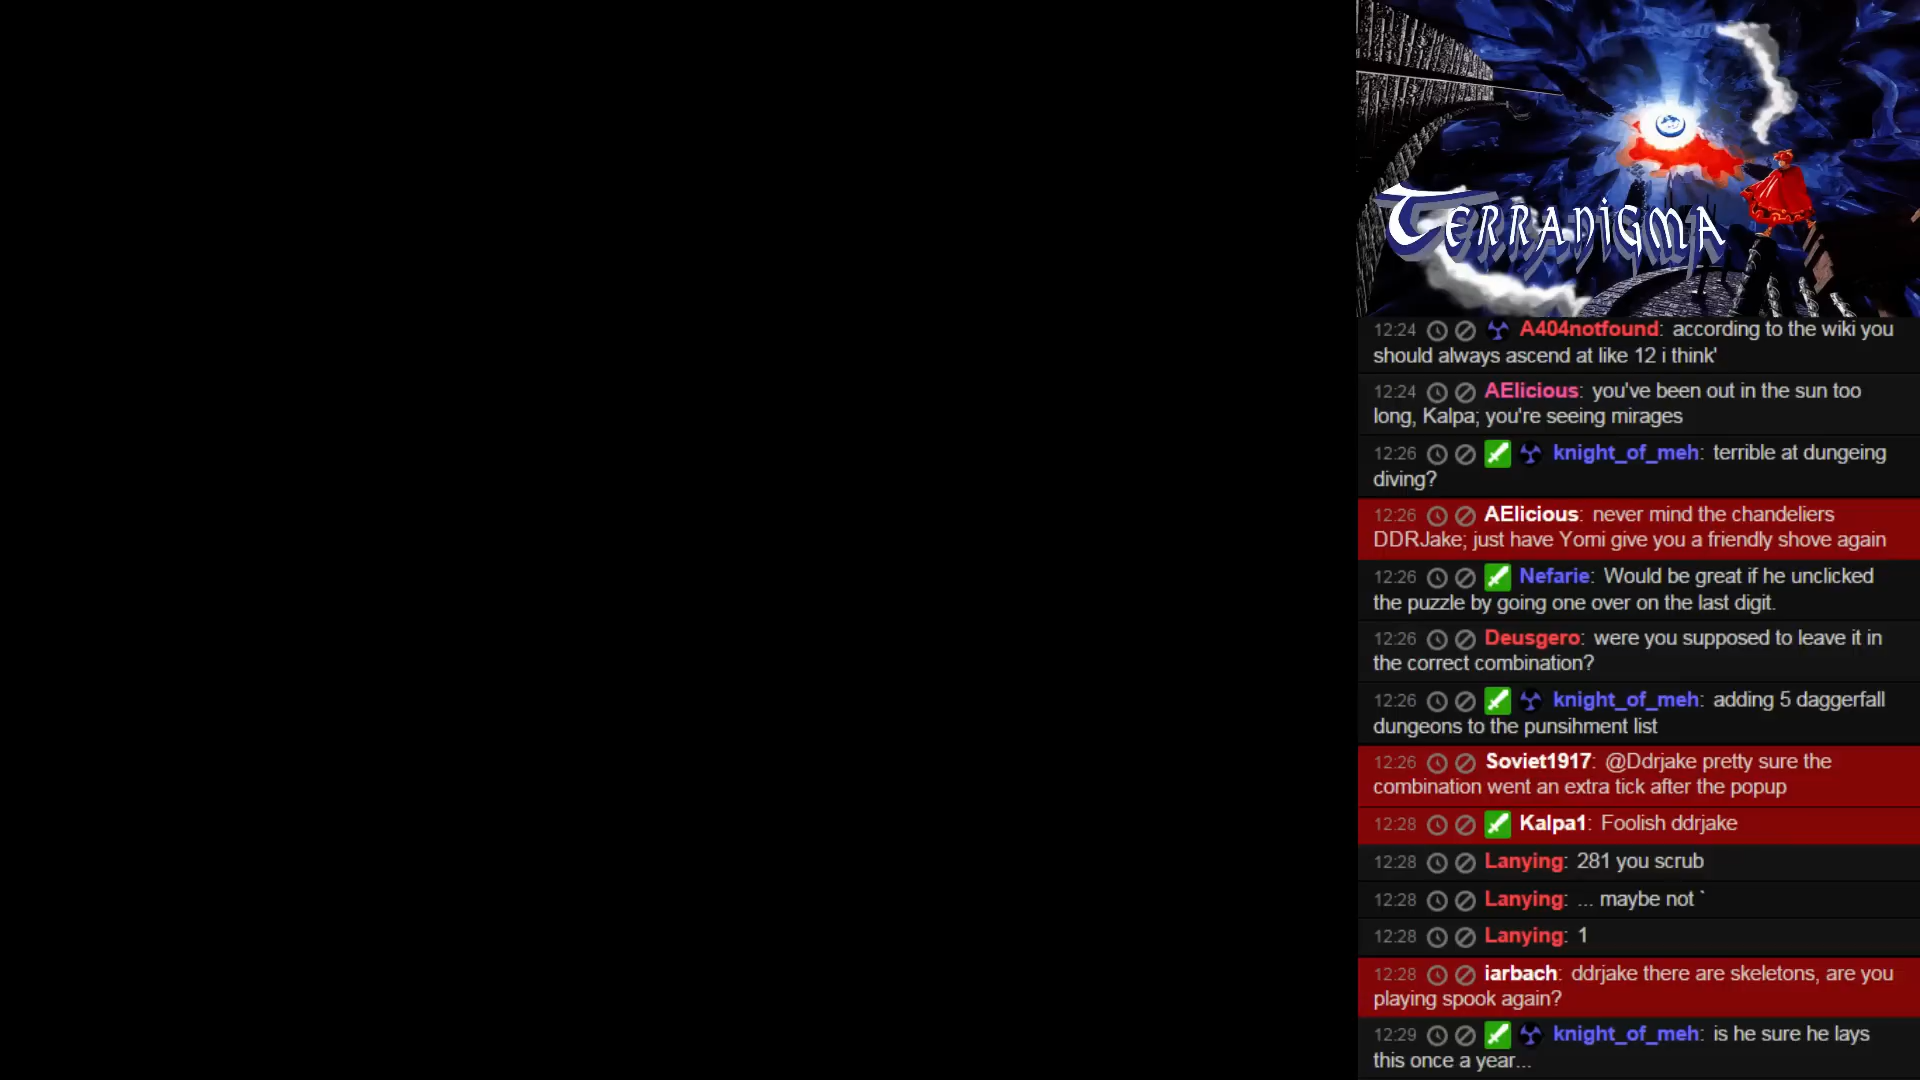 TERRANIGMA
12:24 A404notfound: according to the wiki you
should always ascend at like 12 i think'
12:24 AElicious: you've been out in the sun too
long, Kalpa; you're seeing mirages
12:26 knight_of_meh: terrible at dungeing
diving?
12:26 AElicious: never mind the chandeliers
DDRJake; just have Yomi give you a friendly shove again
12:26 Nefarie: Would be great if he unclicked
the puzzle by going one over on the last digit.
12:26 Deusgero: were you supposed to leave it in
the correct combination?
12:26 knight_of_meh: adding 5 daggerfall
dungeons to the punsihment list
12:26 Soviet1917: @Ddrjake pretty sure the
combination went an extra tick after the popup
12:28 Kalpa1: Foolish ddrjake
12:28 Lanying: 281 you scrub
12:28 Lanying: ... maybe not `
12:28 Lanying: 1
12:28 iarbach: ddrjake there are skeletons, are you
playing spook again?
12:29 knight_of_meh: is he sure he lays
this once a year...